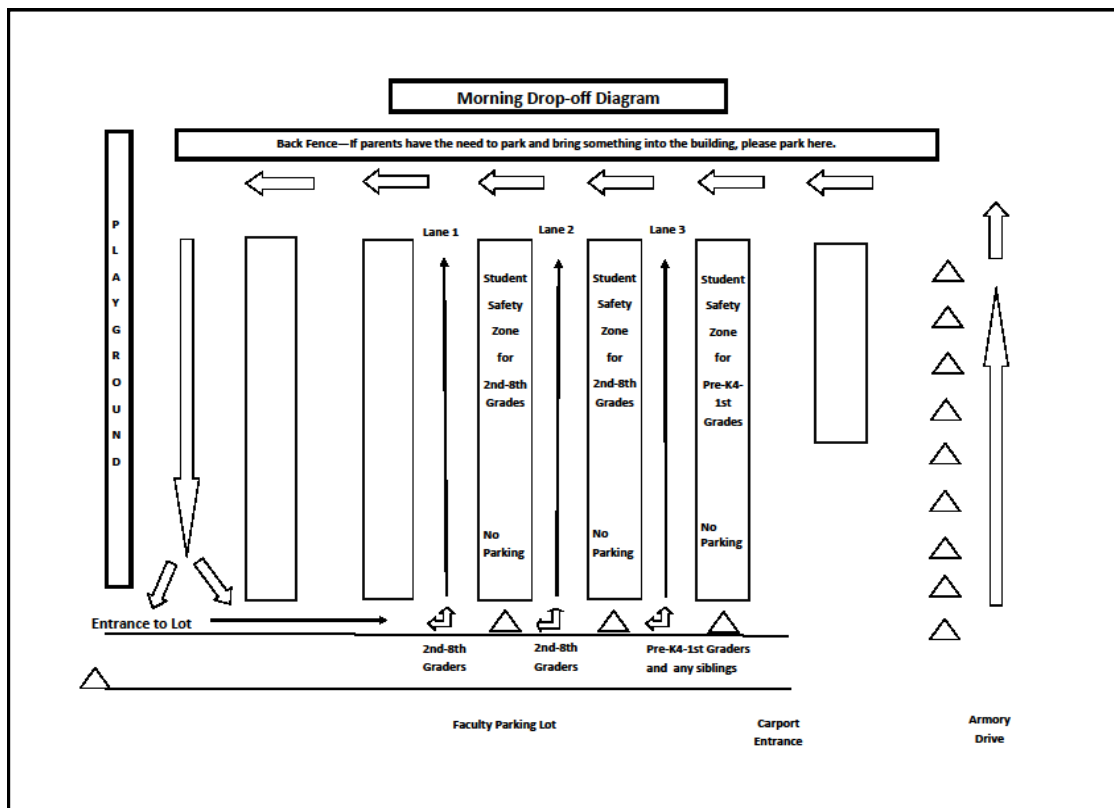 Morning Drop-off Diagram
Back Fence—If parents have the need to park and bring something into the building, please park here.
PLAYGROUND
Lane 1
Lane 2
Lane 3
Student
Safety
Zone
for
2nd-8th
Grades
No
Parking
Student
Safety
Zone
for
2nd-8th
Grades
No
Parking
Student
Safety
Zone
for
Pre-K4-
1st
Grades
No
Parking
Entrance to Lot
2nd-8th
Graders
2nd-8th
Graders
Pre-K4-1st Graders
and any siblings
Faculty Parking Lot
Carport
Entrance
Armory
Drive